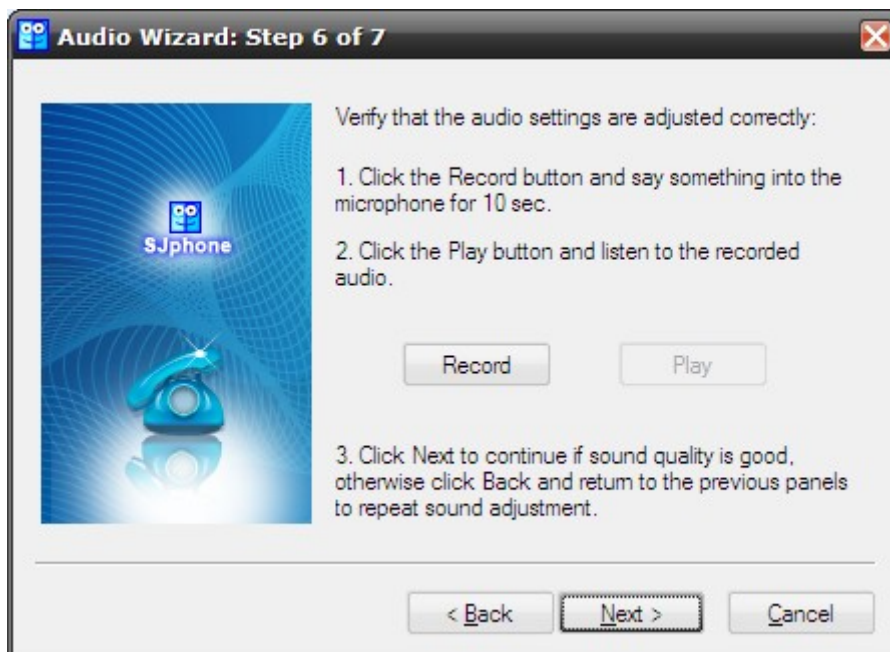 Audio Wizard: Step 6 of 7
Verify that the audio settings are adjusted correctly:
1. Click the Record button and say something into the
microphone for 10 sec.
SJphone
2. Click the Play button and listen to the recorded
audio.
Record
Play
3. Click Next to continue if sound quality is good,
otherwise click Back and return to the previous panels
to repeat sound adjustment.
< Back
Next >
Cancel